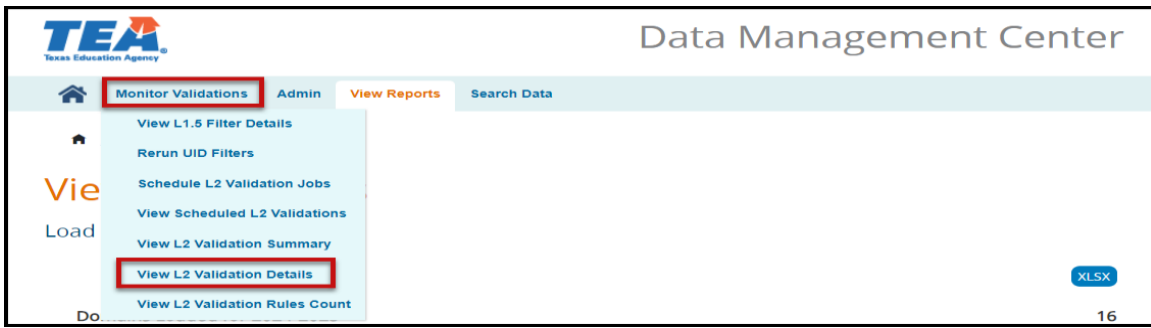 TEA
Texas Education Agency
Data Management Center
Monitor Validations Admin View Reports Search Data
View L1.5 Filter Details
Rerun UID Filters
Vie
Schedule L2 Validation Jobs
View Scheduled L2 Validations
Load
View L2 Validation Summary
View L2 Validation Details
XLSX
View L2 Validation Rules Count
Do
16